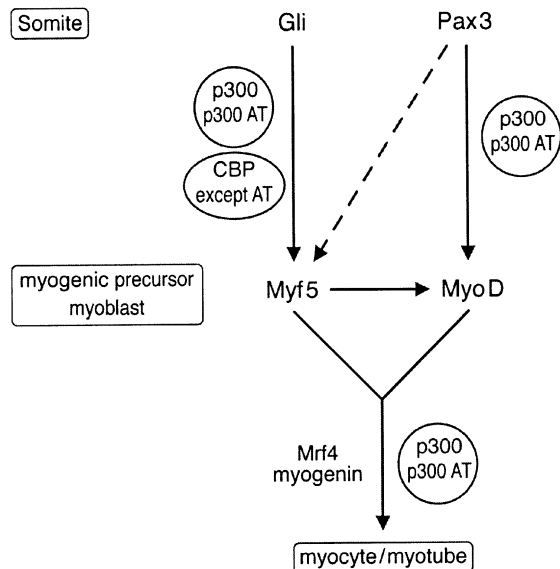 Somite
Gli
Pax3
p300
p300 AT
p300
p300 AT
CBP
except AT
myogenic precursor
myoblast
Myf5
MyoD
Mrf4
myogenin
p300
p300 AT
myocyte/myotube